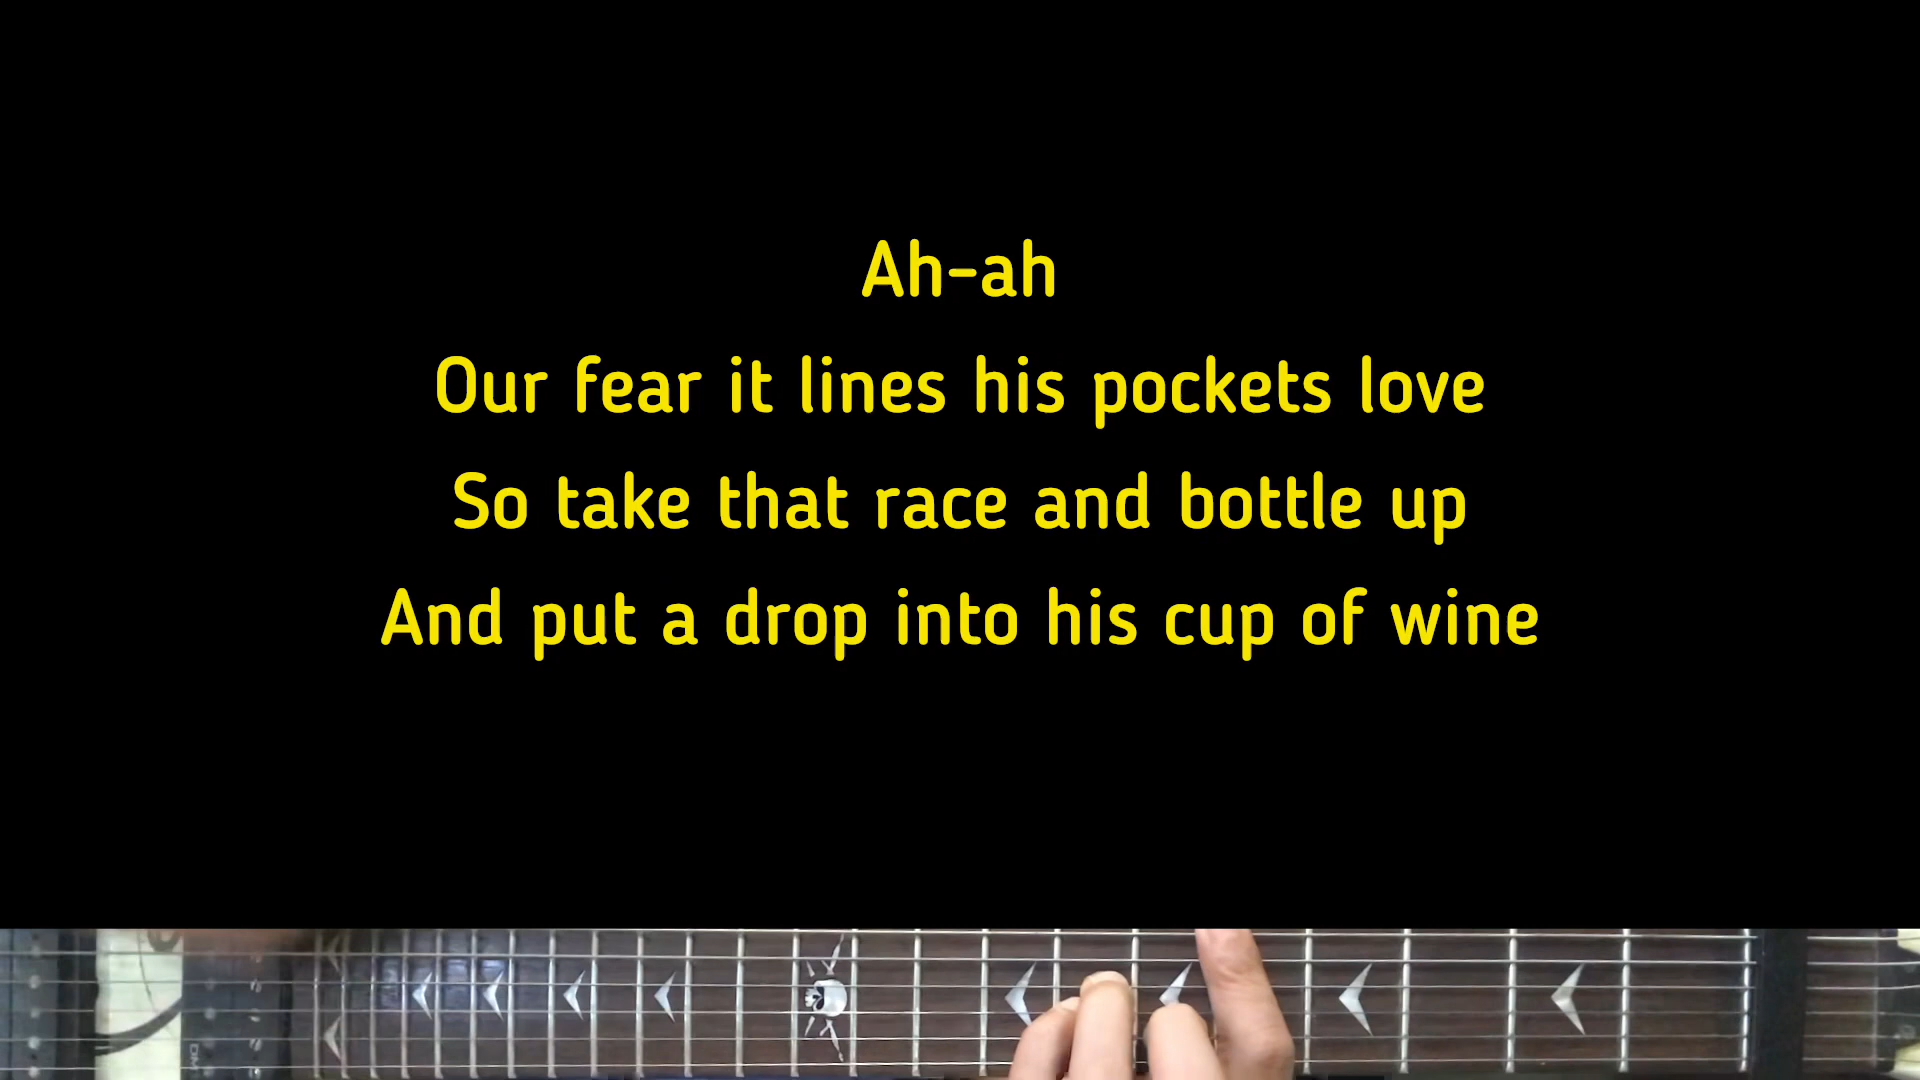 Ah-ah
Our fear it lines his pockets love
So take that race and bottle up
And put a drop into his cup of wine